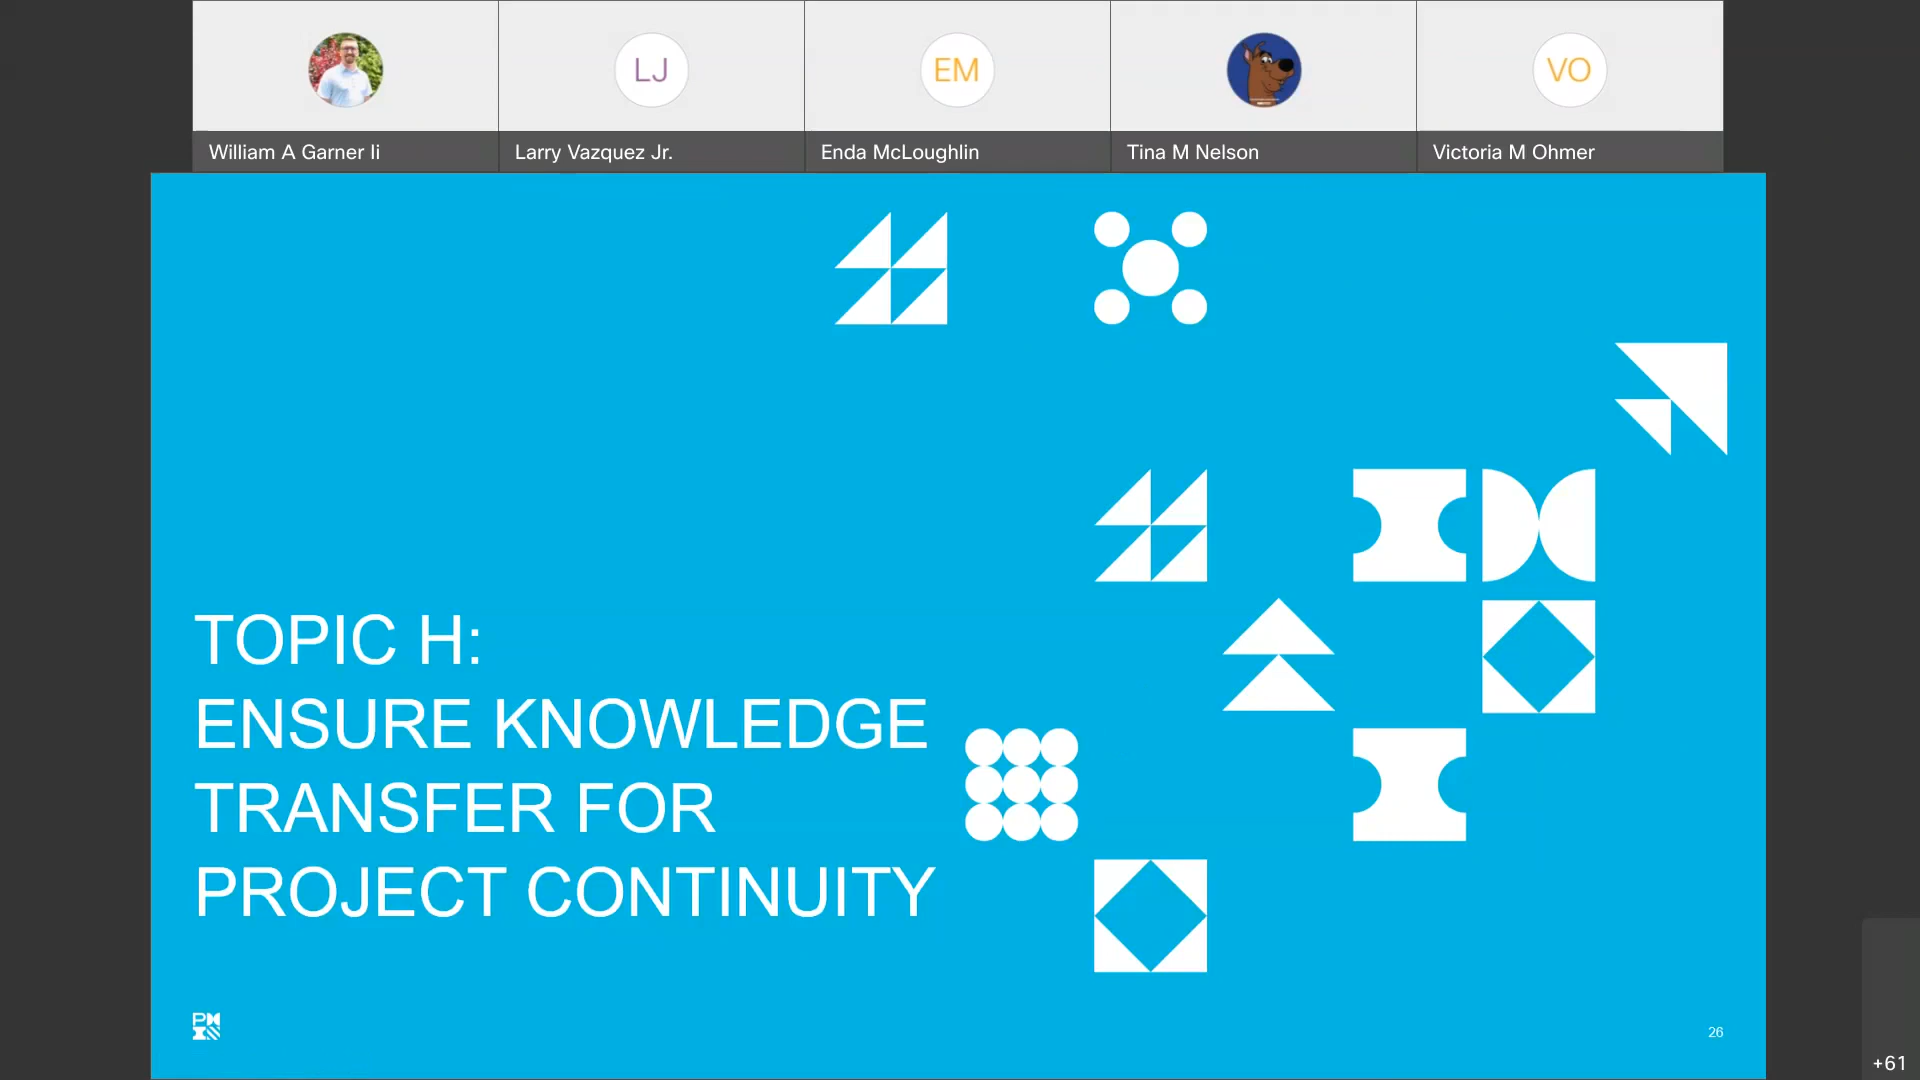 LJ
EM
VO
William A Garner Ii
Larry Vazquez Jr.
Enda McLoughlin
Tina M Nelson
Victoria M Ohmer
TOPIC H:
ENSURE KNOWLEDGE
TRANSFER FOR
PROJECT CONTINUITY
26
+61